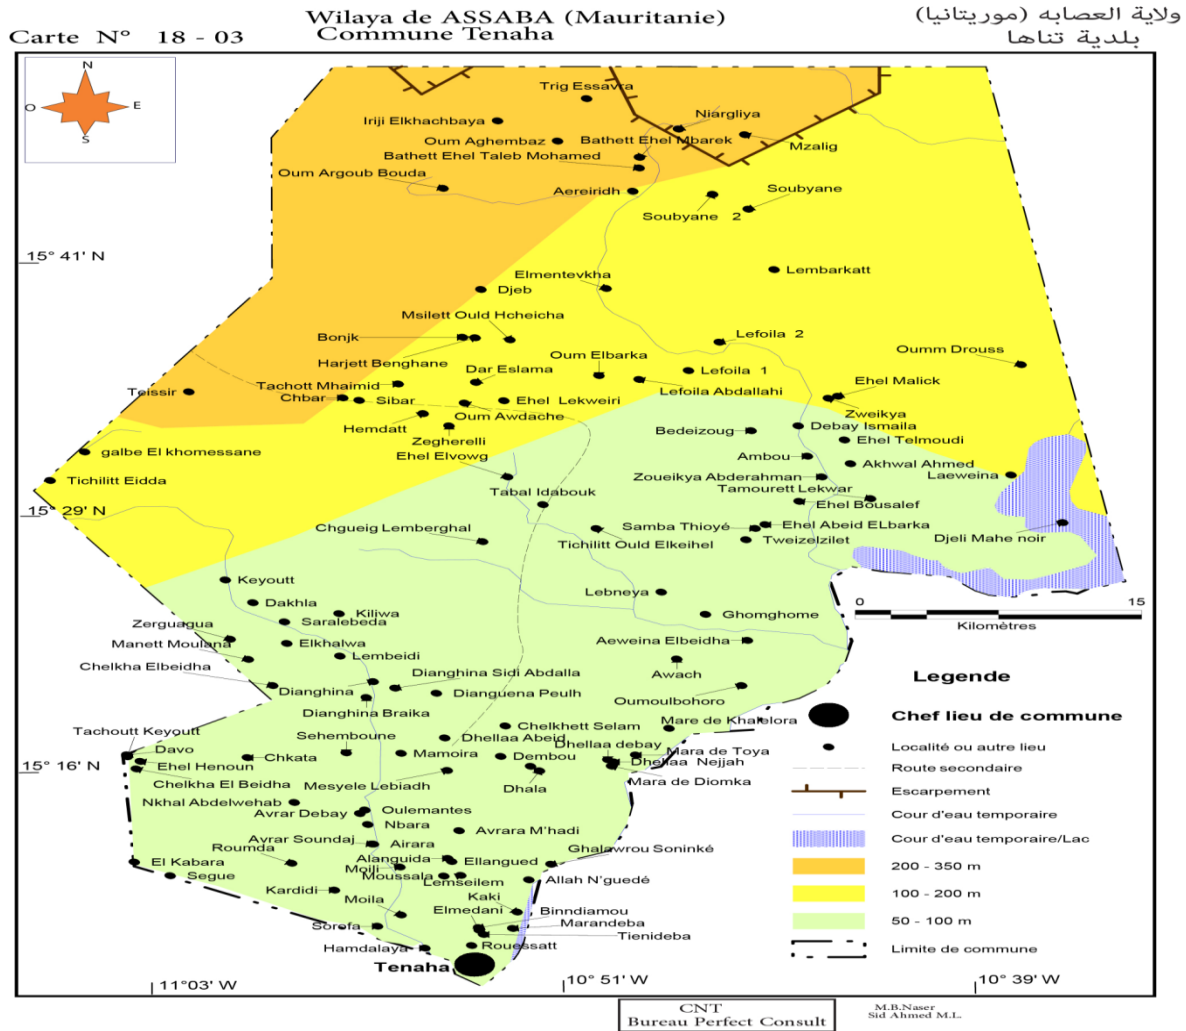 Wilaya de ASSABA (Mauritanie)
ولاية العصابه (موريتانيا)
Carte N° 18 - 03
Commune Tenaha
بلدية تناها
N
O
E
S
Trig Essavra
Iriji Elkhachbaya
Niargliya
Oum Aghembaz
Bathett Ehel Mbarek
Mzalig
Bathett Ehel Taleb Mohamed
Oum Argoub Bouda
Aereiridh
Soubyane
Soubyane 2
15° 41' N
Elmentevkha
Lembarkatt
Djeb
Msilett Ould Hcheicha
Bonjk
Lefoila 2
Harjett Benghane
Oum Elbarka
Oumm Drouss
Dar Eslama
Lefoila 1
Tachott Mhaimid
Ehel Malick
Teissir
Lefoila Abdallahi
Chbar
Sibar
Ehel Lekweiri
Zweikya
Oum Awdache
Hemdatt
Debay Ismaila
Bedeizoug
Zegherelli
Ehel Telmoudi
galbe El khomessane
Ehel Elvowg
Ambou
Akhwal Ahmed
Tichilitt Eidda
Zoueikya Abderahman
Laeweina
Tabal Idabouk
Tamourett Lekwar
Ehel Bousalef
15° 29' N
Chgueig Lemberghal
Samba Thioyé
Ehel Abeid ELbarka
Tichilitt Ould Elkeihel
Tweizelzilet
Djeli Mahe noir
Keyoutt
Lebneya
Dakhla
Kiliwa
Ghomghome
0
15
Kilomètres
Zerguagua
Saralebeda
Manett Moulana
Elkhalwa
Aeweina Elbeidha
Chelkha Elbeidha
Lembeidi
Awach
Dianghina Sidi Abdalla
Dianghina
Dianguena Peulh
Oumoulbohoro
Dianghina Braika
Legende
Chef lieu de commune
Tachoutt Keyoutt
Sehemboune
Chelkhett Selam
Mare de Khalelora
Dhellaa Abeid
Dhellaa debay
Davo
Chkata
Mamoira
Dembou
Mara de Toya
Localité ou autre lieu
Ehel Henoun
Dhellaa Nejjah
15° 16' N
Route secondaire
Chelkha El Beidha
Mesyele Lebiadh
Dhala
Mara de Diomka
Escarpement
Nkhal Abdelwehab
Avrar Debay
Oulemantes
Cour d'eau temporaire
Nbara
Avrara M'hadi
Cour d'eau temporaire/Lac
Avrar Soundaj
Airara
Roumda
Ghalawrou Soninké
El Kabara
Alanguida
Ellangued
Moili
200 - 350 m
Segue
Moussala
Lemseilem
Allah N'guedé
Kardidi
100 - 200 m
Moila
Kaki
Elmedani
Binndiamou
50 - 100 m
Sorofa
Marandeba
Tienideba
Hamdalaya
Rouessatt
Limite de commune
Tenaha
11° 03' W
10° 51' W
10° 39' W
CNT
Bureau Perfect Consult
M.B.Naser
Sid Ahmed M.L.